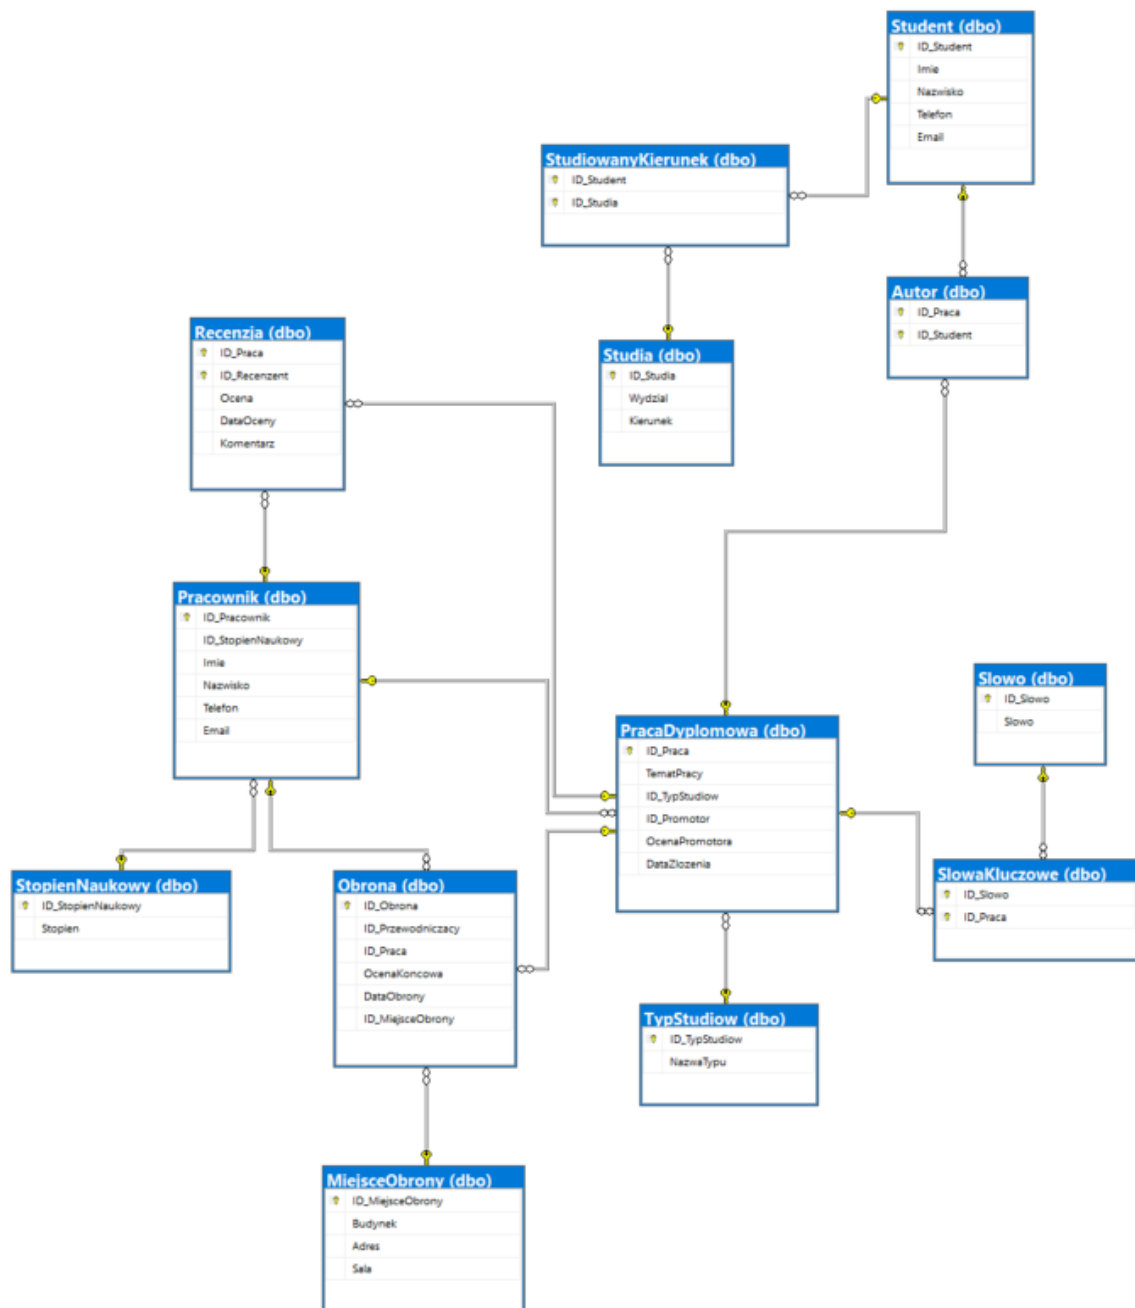 Student (dbo)
ID_Student
Imie
Nazwisko
Telefon
Email
StudiowanyKierunek (dbo)
ID_Student
ID_Studia
Autor (dbo)
ID_Praca
ID_Student
Recenzja (dbo)
ID_Praca
ID_Recenzent
Ocena
DataOceny
Komentarz
Studia (dbo)
ID_Studia
Wydzial
Kierunek
Pracownik (dbo)
ID_Pracownik
ID_StopienNaukowy
Imie
Nazwisko
Telefon
Email
Slowo (dbo)
ID_Slowo
Slowo
PracaDyplomowa (dbo)
ID_Praca
TematPracy
ID_TypStudiow
ID_Promotor
OcenaPromotora
DataZlozenia
StopienNaukowy (dbo)
ID_StopienNaukowy
Stopien
Obrona (dbo)
ID_Obrona
ID_Przewodniczacy
ID_Praca
OcenaKoncowa
DataObrony
ID_MiejsceObrony
SlowaKluczowe (dbo)
ID_Slowo
ID_Praca
TypStudiow (dbo)
ID_TypStudiow
NazwaTypu
MiejsceObrony (dbo)
ID_MiejsceObrony
Budynek
Adres
Sala